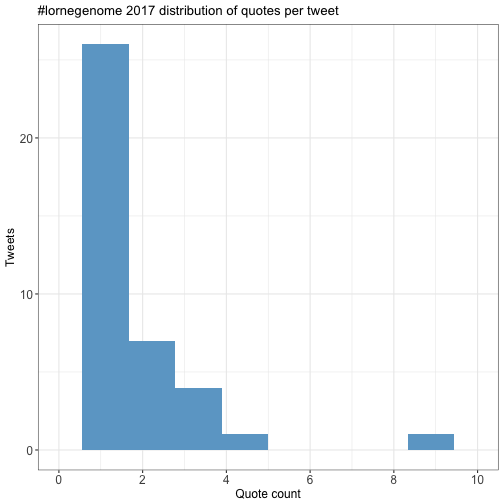 #lornegenome 2017 distribution of quotes per tweet
20
10
0
Tweets
0 2 4 6 8 10
Quote count